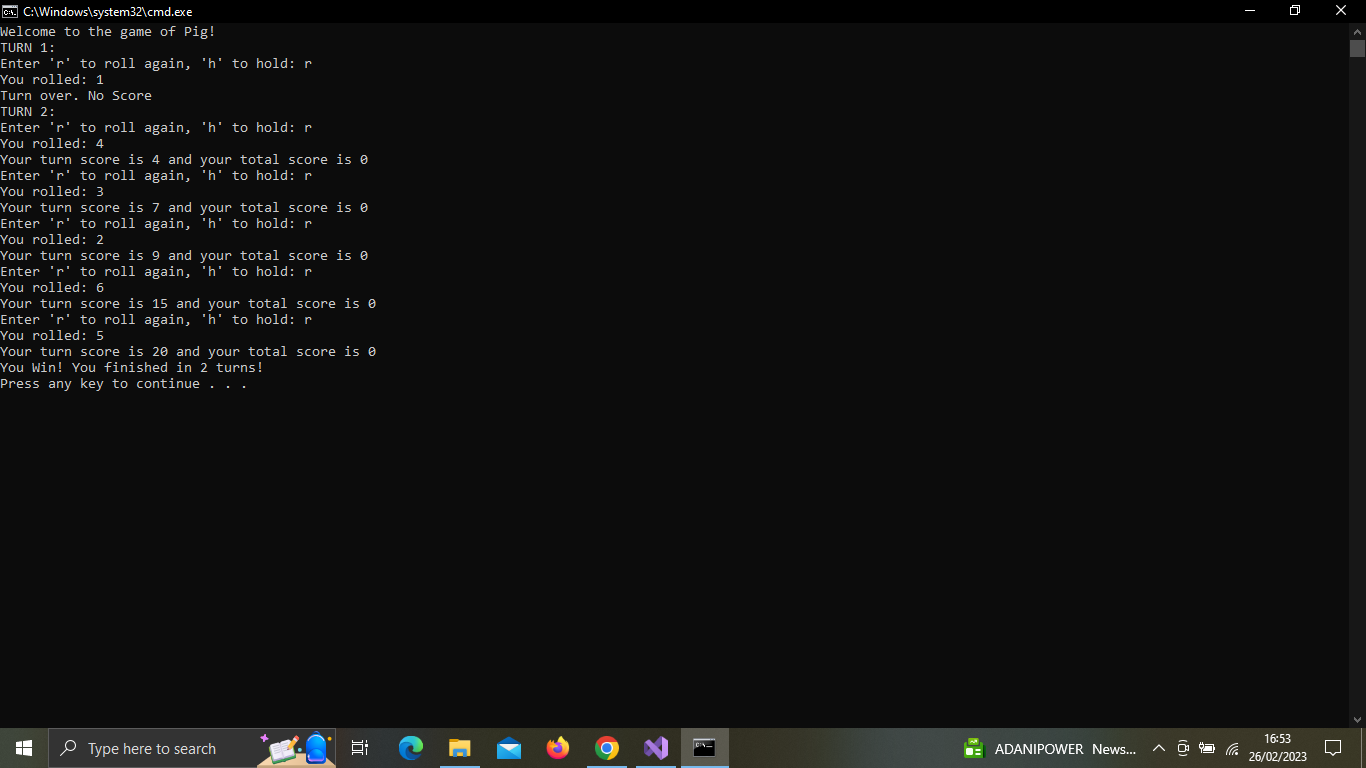 C:\Windows\system32\cmd.exe
Welcome to the game of Pig!
TURN 1:
Enter 'r' to roll again, 'h' to hold: r
You rolled: 1
Turn over. No Score
TURN 2:
Enter 'r' to roll again, 'h' to hold: r
You rolled: 4
Your turn score is 4 and your total score is 0
Enter 'r' to roll again, 'h' to hold: r
You rolled: 3
Your turn score is 7 and your total score is 0
Enter 'r' to roll again, 'h' to hold: r
You rolled: 2
Your turn score is 9 and your total score is 0
Enter 'r' to roll again, 'h' to hold: r
You rolled: 6
Your turn score is 15 and your total score is 0
Enter 'r' to roll again, 'h' to hold: r
You rolled: 5
Your turn score is 20 and your total score is 0
You Win! You finished in 2 turns!
Press any key to continue . . .
Type here to search
ADANIPOWER News...
16:53
26/02/2023